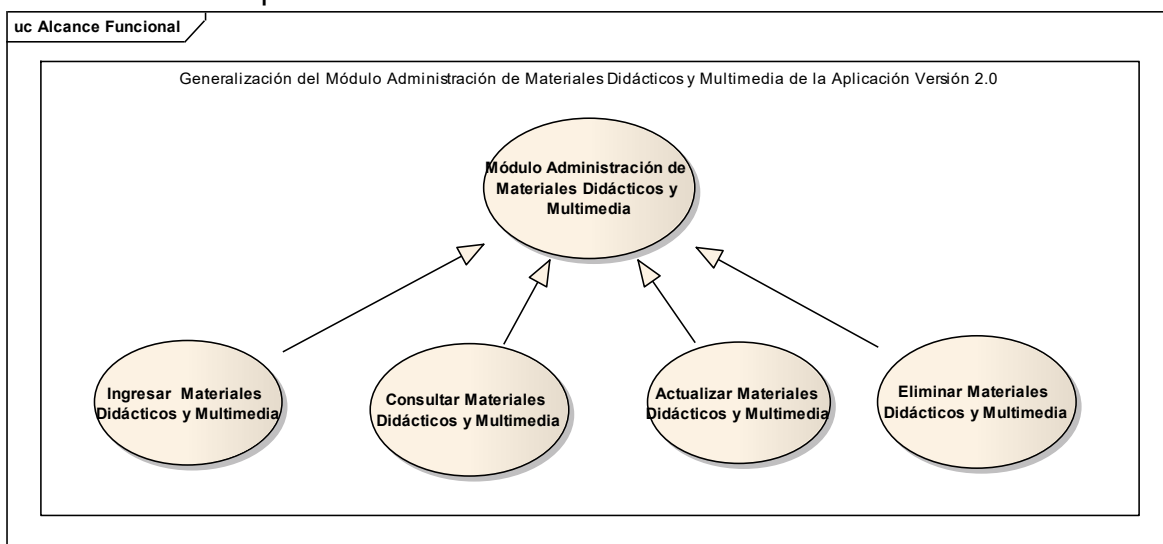 uc Alcance Funcional
Generalización del Módulo Administración de Materiales Didácticos y Multimedia de la Aplicación Versión 2.0
Módulo Administración de
Materiales Didácticos y
Multimedia
Ingresar Materiales
Didácticos y Multimedia
Consultar Materiales
Didácticos y Multimedia
Actualizar Materiales
Didácticos y Multimedia
Eliminar Materiales
Didácticos y Multimedia